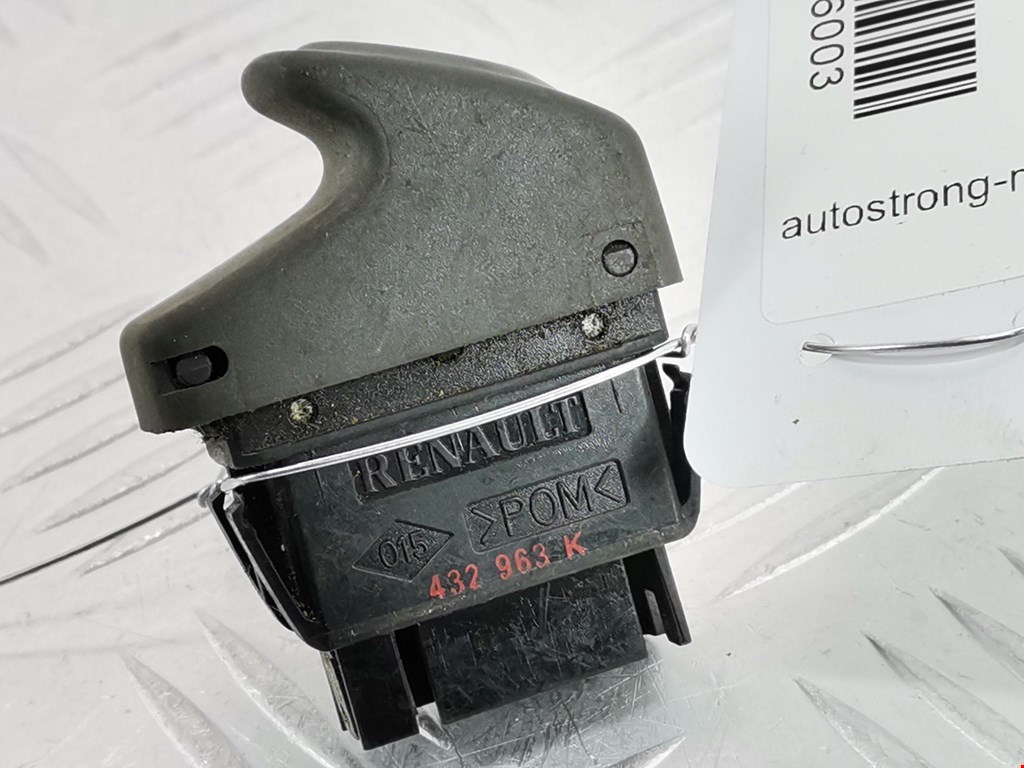 6003
autostrong-
RENAULT
>POM<
015
432 963 K